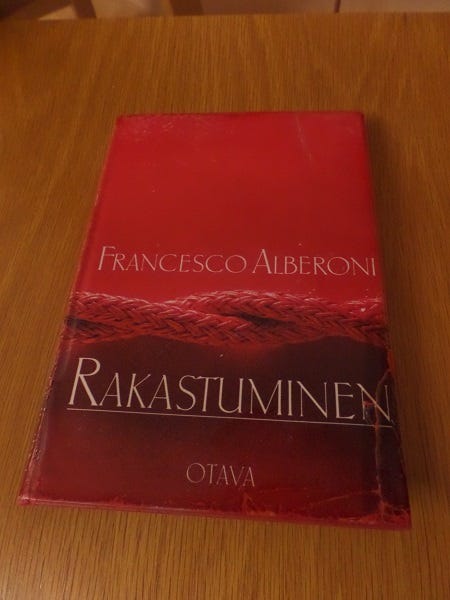 FRANCESCO ALBERONI
RAKASTUMINEN
OTAVA